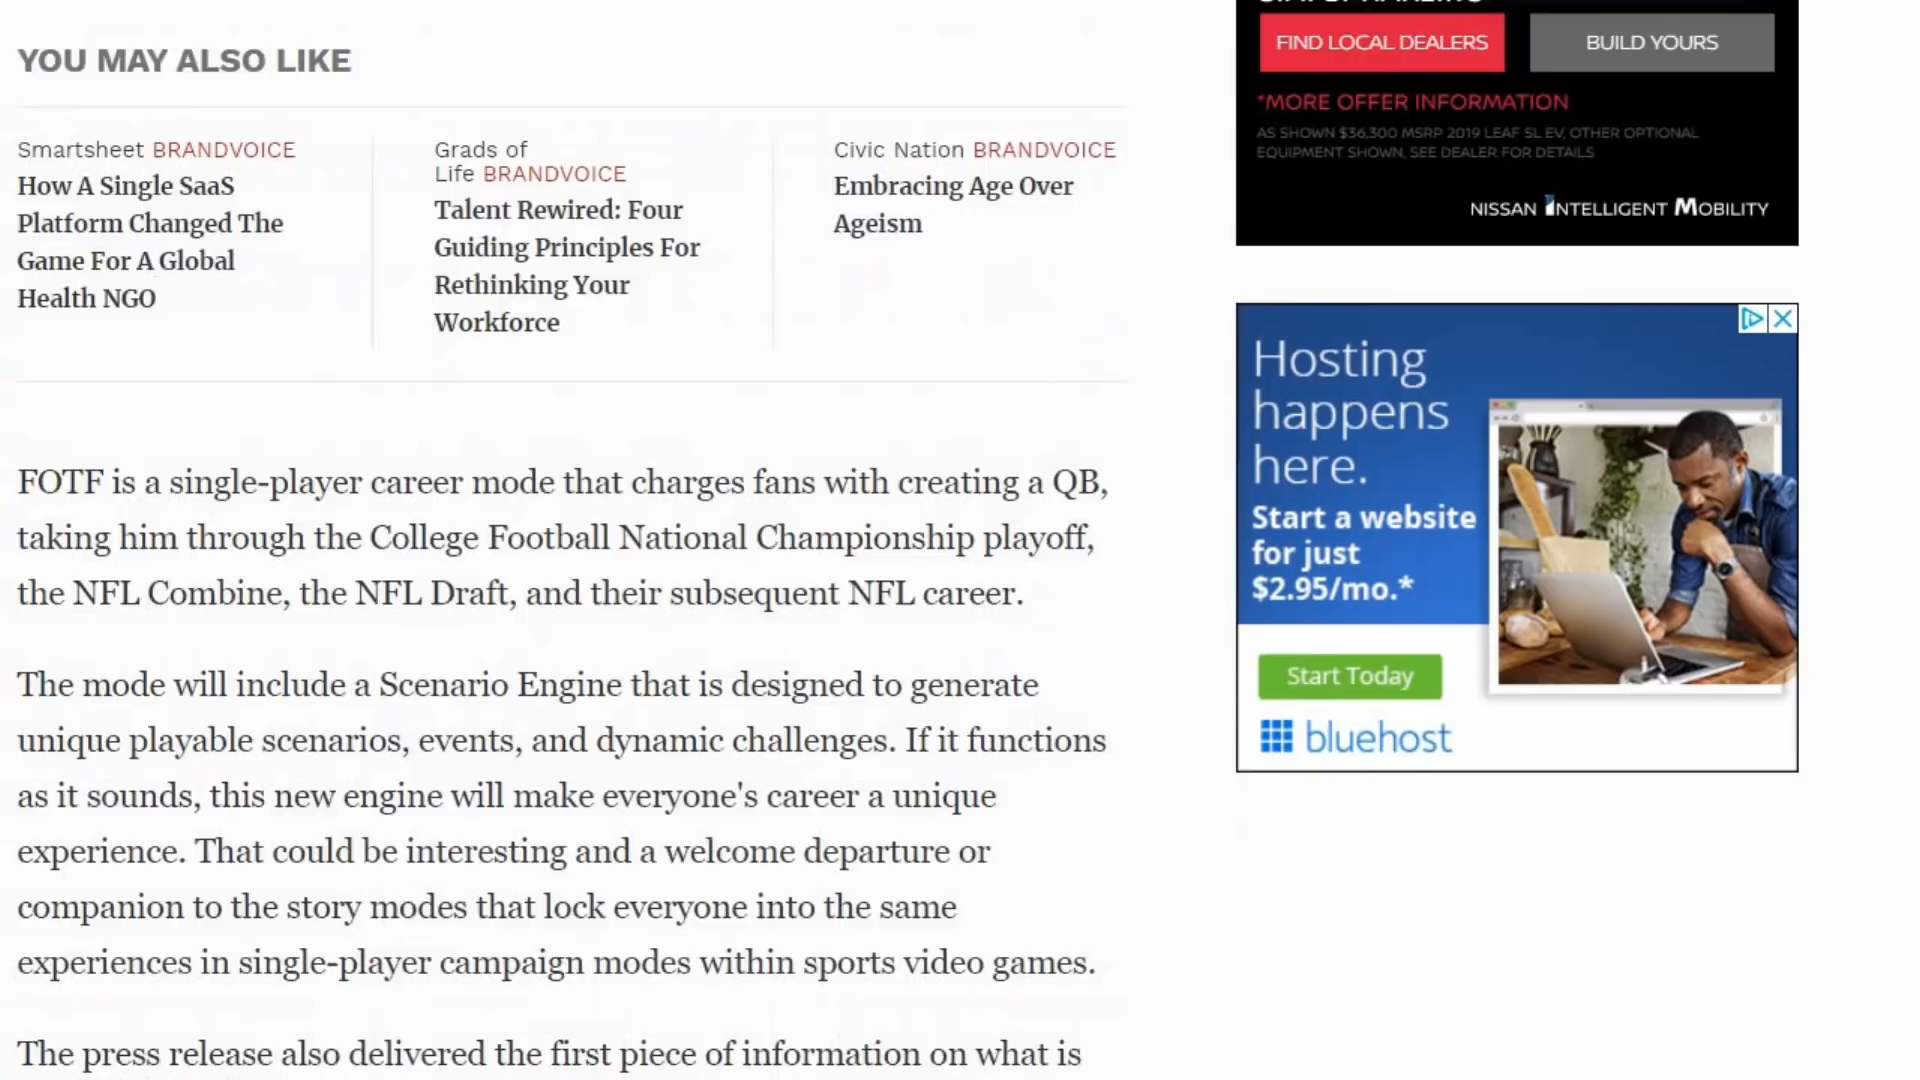 YOU MAY ALSO LIKE
Smartsheet BRANDVOICE
How A Single SaaS
Platform Changed The
Game For A Global
Health NGO
Grads of
Life BRANDVOICE
Talent Rewired: Four
Guiding Principles For
Rethinking Your
Workforce
Civic Nation BRANDVOICE
Embracing Age Over
Ageism
FOTF is a single-player career mode that charges fans with creating a QB,
taking him through the College Football National Championship playoff,
the NFL Combine, the NFL Draft, and their subsequent NFL career.
The mode will include a Scenario Engine that is designed to generate
unique playable scenarios, events, and dynamic challenges. If it functions
as it sounds, this new engine will make everyone's career a unique
experience. That could be interesting and a welcome departure or
companion to the story modes that lock everyone into the same
experiences in single-player campaign modes within sports video games.
The press release also delivered the first piece of information on what is
FIND LOCAL DEALERS
BUILD YOURS
*MORE OFFER INFORMATION
AS SHOWN $36,300 MSRP 2019 LEAF SL EV, OTHER OPTIONAL
EQUIPMENT SHOWN, SEE DEALER FOR DETAILS
NISSAN INTELLIGENT MOBILITY
Hosting
happens
here.
Start a website
for just
$2.95/mo.*
Start Today
bluehost